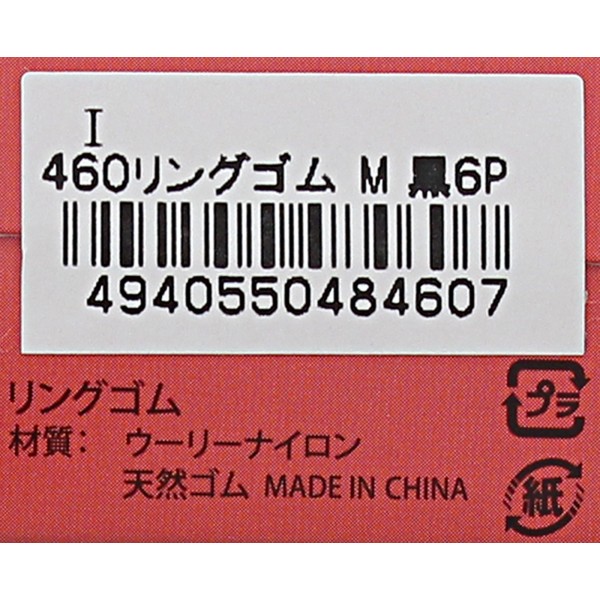 I
460リングゴム M 黒6P
4940550484607
リングゴム
材質： ウーリーナイロン
天然ゴム MADE IN CHINA
プラ
紙